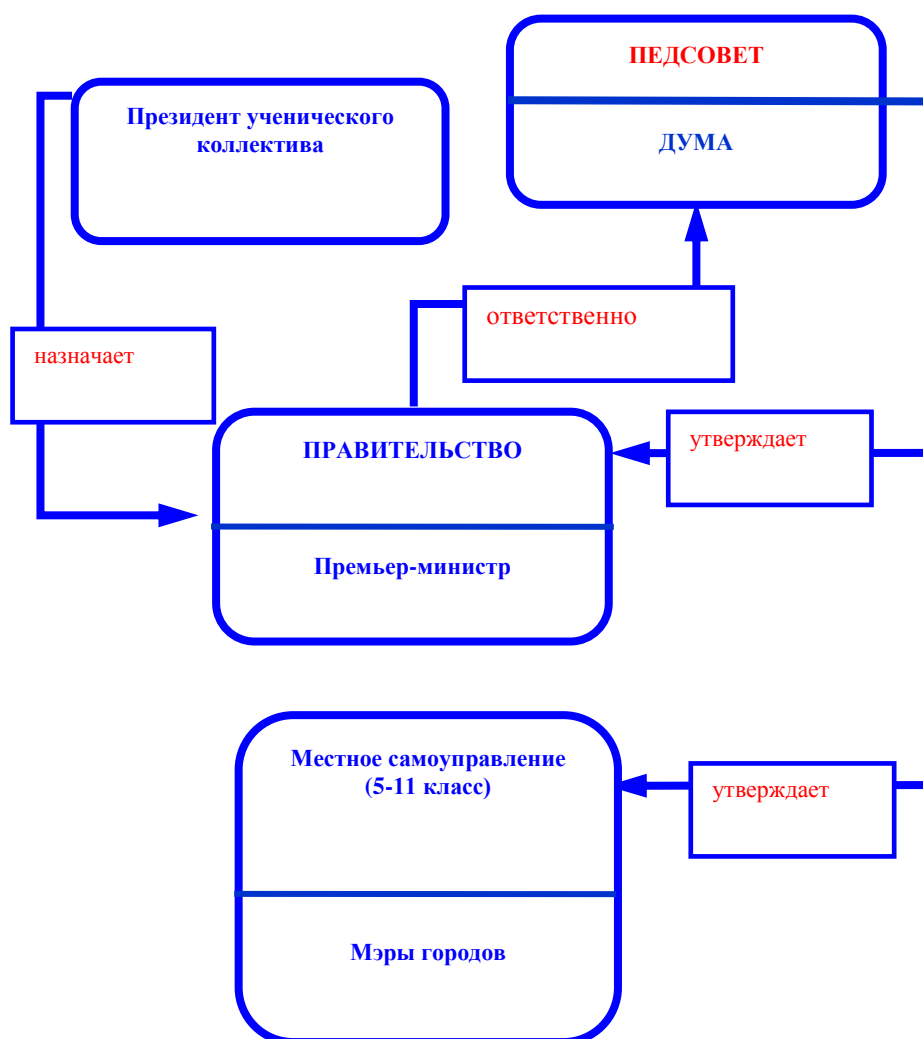 ПЕДСОВЕТ
ДУМА
Президент ученического
коллектива
ответственно
назначает
утверждает
ПРАВИТЕЛЬСТВО
Премьер-министр
Местное самоуправление
(5-11 класс)
утверждает
Мэры городов